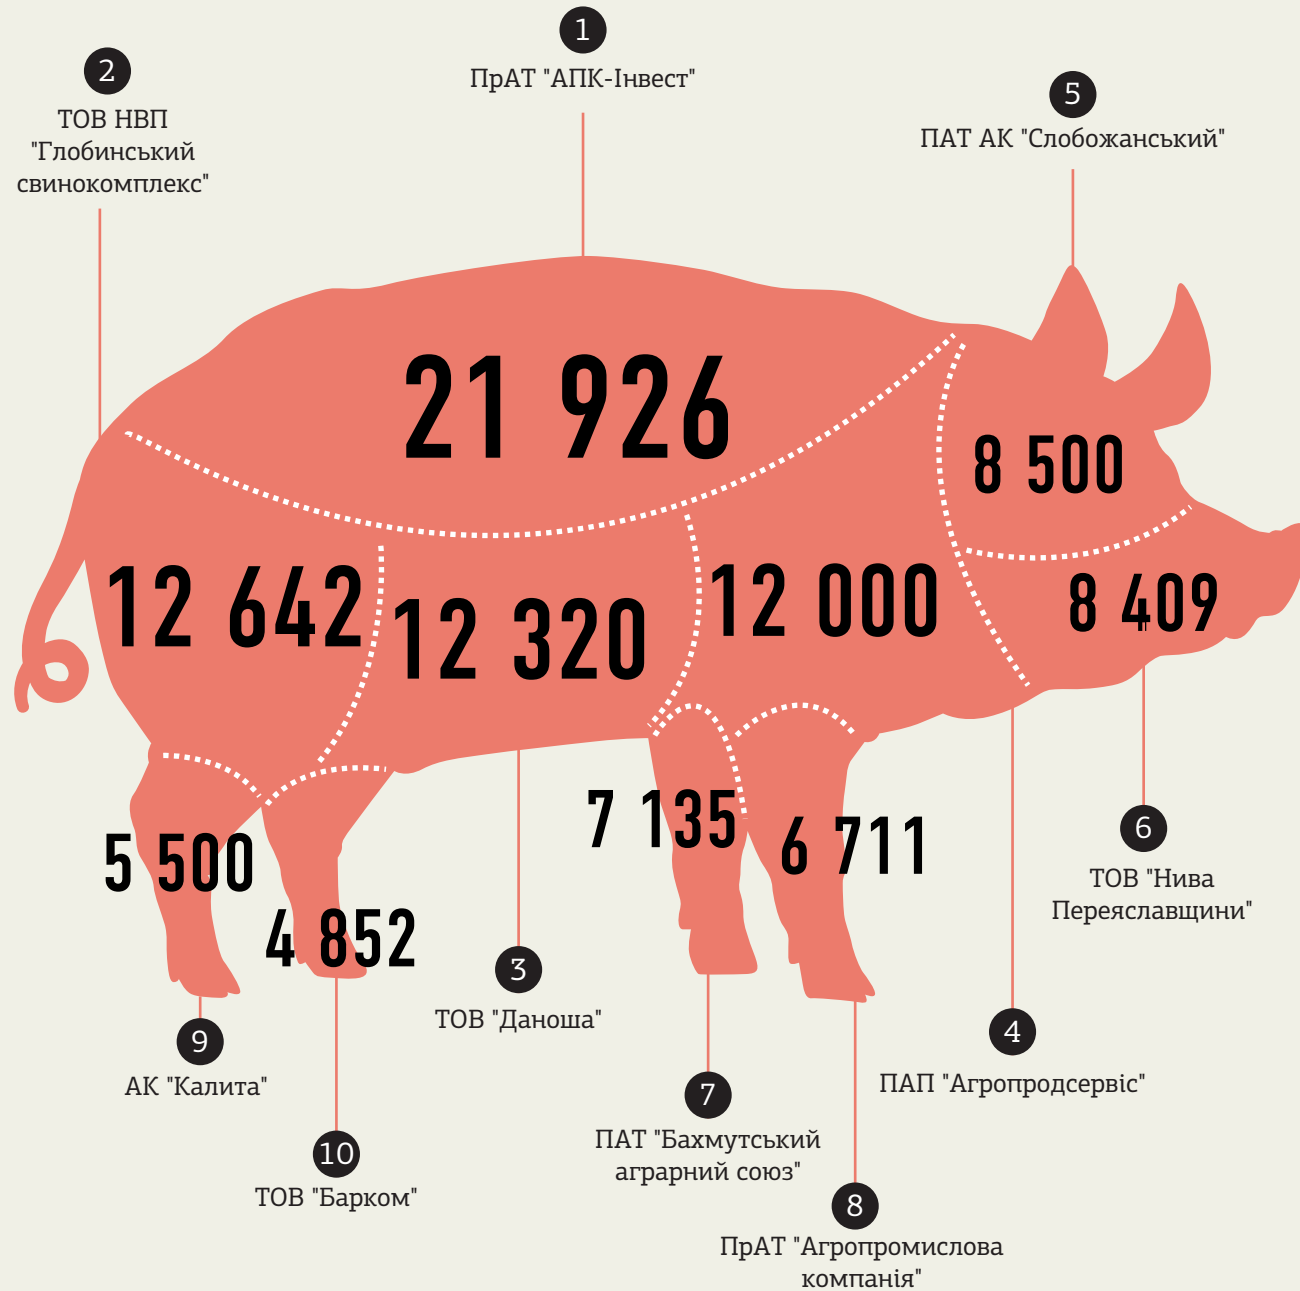 1
ПрАТ "АПК-Інвест"
2
ТОВ НВП
"Глобинський
свинокомплекс"
5
ПАТ АК "Слобожанський"
21 926
8 500
12 642
12 320
12 000
8 409
5 500
4 852
7 135
6 711
6
ТОВ "Нива
Переяславщини"
3
ТОВ "Даноша"
9
АК "Калита"
4
ПАП "Агропродсервіс"
7
ПАТ "Бахмутський
аграрний союз"
10
ТОВ "Барком"
8
ПрАТ "Агропромислова
компанія"